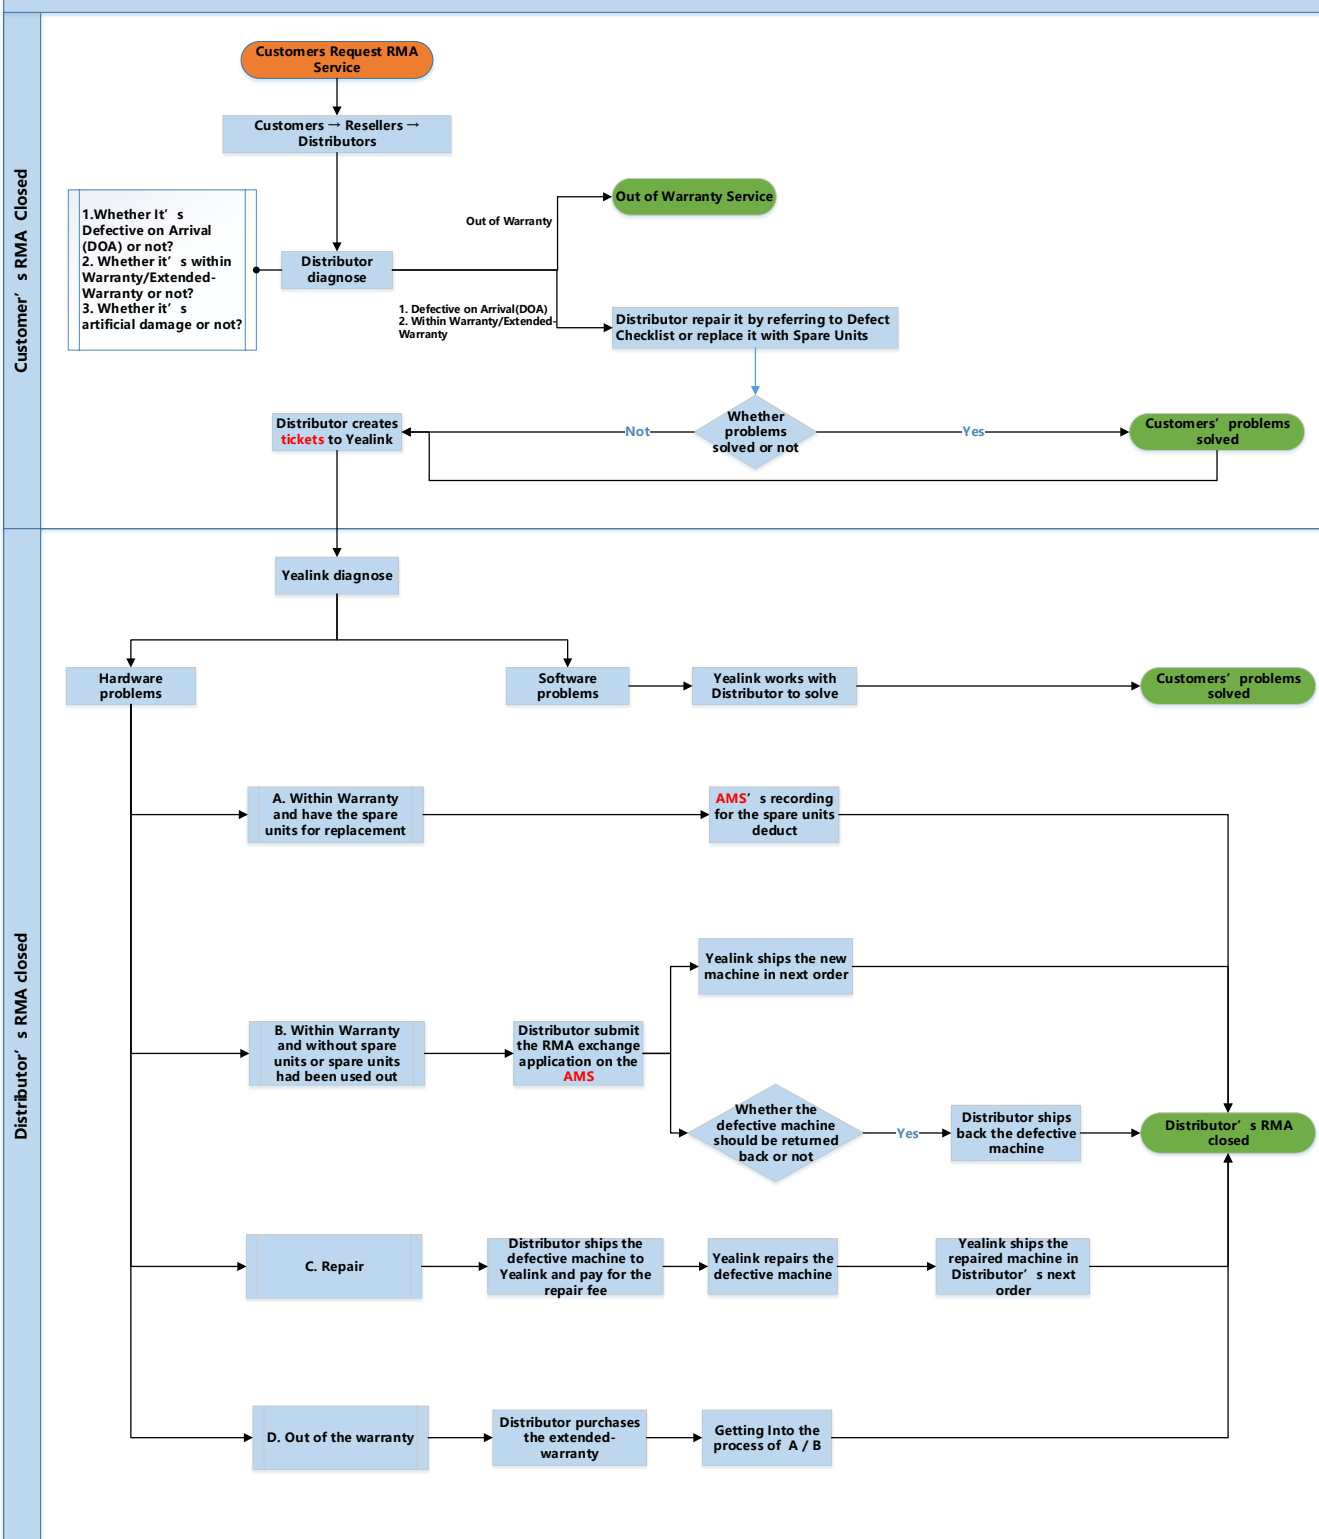 Customer’s RMA Closed
Customers Request RMA
Service
Customers → Resellers →
Distributors
1.Whether It’s
Defective on Arrival
(DOA) or not?
2. Whether it’s within
Warranty/Extended-
Warranty or not?
3. Whether it’s
artificial damage or not?
Distributor
diagnose
Out of Warranty
Out of Warranty Service
1. Defective on Arrival(DOA)
2. Within Warranty/Extended-
Warranty
Distributor repair it by referring to Defect
Checklist or replace it with Spare Units
Distributor creates
tickets to Yealink
Not
Whether
problems
solved or not
Yes
Customers’ problems
solved
Distributor’s RMA closed
Yealink diagnose
Hardware
problems
Software
problems
Yealink works with
Distributor to solve
Customers’ problems
solved
A. Within Warranty
and have the spare
units for replacement
AMS’s recording
for the spare units
deduct
Yealink ships the new
machine in next order
B. Within Warranty
and without spare
units or spare units
had been used out
Distributor submit
the RMA exchange
application on the
AMS
Whether the
defective machine
should be returned
back or not
Yes
Distributor ships
back the defective
machine
Distributor’s RMA
closed
C. Repair
Distributor ships the
defective machine to
Yealink and pay for the
repair fee
Yealink repairs the
defective machine
Yealink ships the
repaired machine in
Distributor’s next
order
D. Out of the warranty
Distributor purchases
the extended-
warranty
Getting Into the
process of A / B